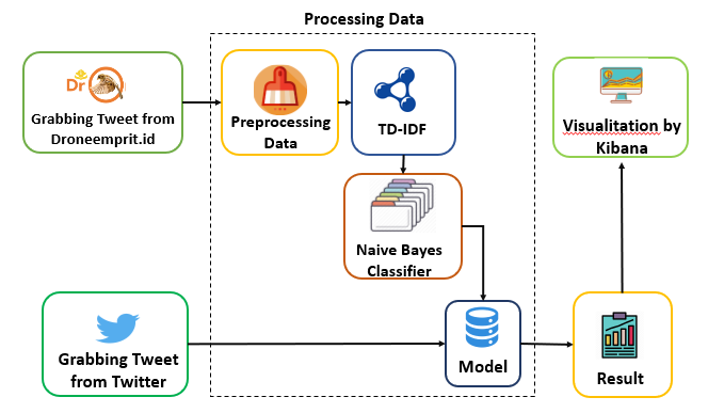 Processing Data
Dr
Grabbing Tweet from
Droneemprit.id
Preprocessing
Data
TD-IDF
Visualitation by
Kibana
Naive Bayes
Classifier
Grabbing Tweet
from Twitter
Model
Result